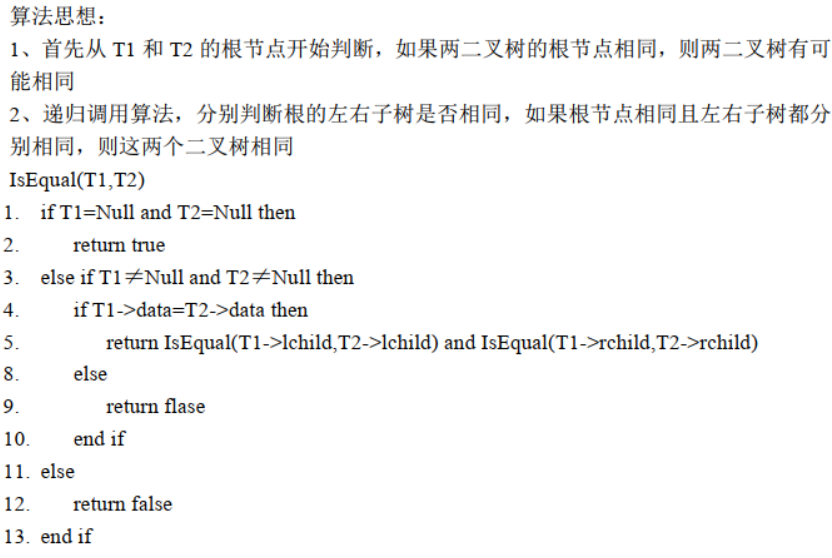 算法思想：
1、首先从 T1 和 T2 的根节点开始判断，如果两二叉树的根节点相同，则两二叉树有可
能相同
2、递归调用算法，分别判断根的左右子树是否相同，如果根节点相同且左右子树都分
别相同，则这两个二叉树相同
IsEqual(T1,T2)
1. if T1=Null and T2=Null then
2. return true
3. else if T1≠Null and T2≠Null then
4. if T1->data=T2->data then
5. return IsEqual(T1->lchild,T2->lchild) and IsEqual(T1->rchild,T2->rchild)
8. else
9. return flase
10. end if
11. else
12. return false
13. end if